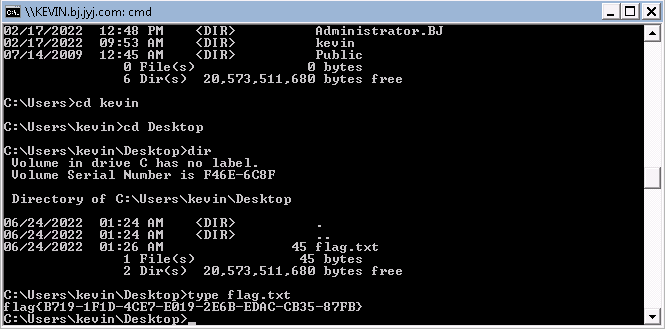 \\KEVIN.bj.jyj.com: cmd
02/17/2022  12:48 PM    <DIR>          Administrator.BJ
02/17/2022  09:53 AM    <DIR>          kevin
07/14/2009  12:45 AM    <DIR>          Public
               0 File(s)              0 bytes
               6 Dir(s)  20,573,511,680 bytes free
C:\Users>cd kevin
C:\Users\kevin>cd Desktop
C:\Users\kevin\Desktop>dir
 Volume in drive C has no label.
 Volume Serial Number is F46E-6C8F
 Directory of C:\Users\kevin\Desktop
06/24/2022  01:24 AM    <DIR>          .
06/24/2022  01:24 AM    <DIR>          ..
06/24/2022  01:26 AM                45 flag.txt
               1 File(s)             45 bytes
               2 Dir(s)  20,573,511,680 bytes free
C:\Users\kevin\Desktop>type flag.txt
flag{B719-1F1D-4CE7-E019-2E6B-EDAC-CB35-87FB}
C:\Users\kevin\Desktop>_